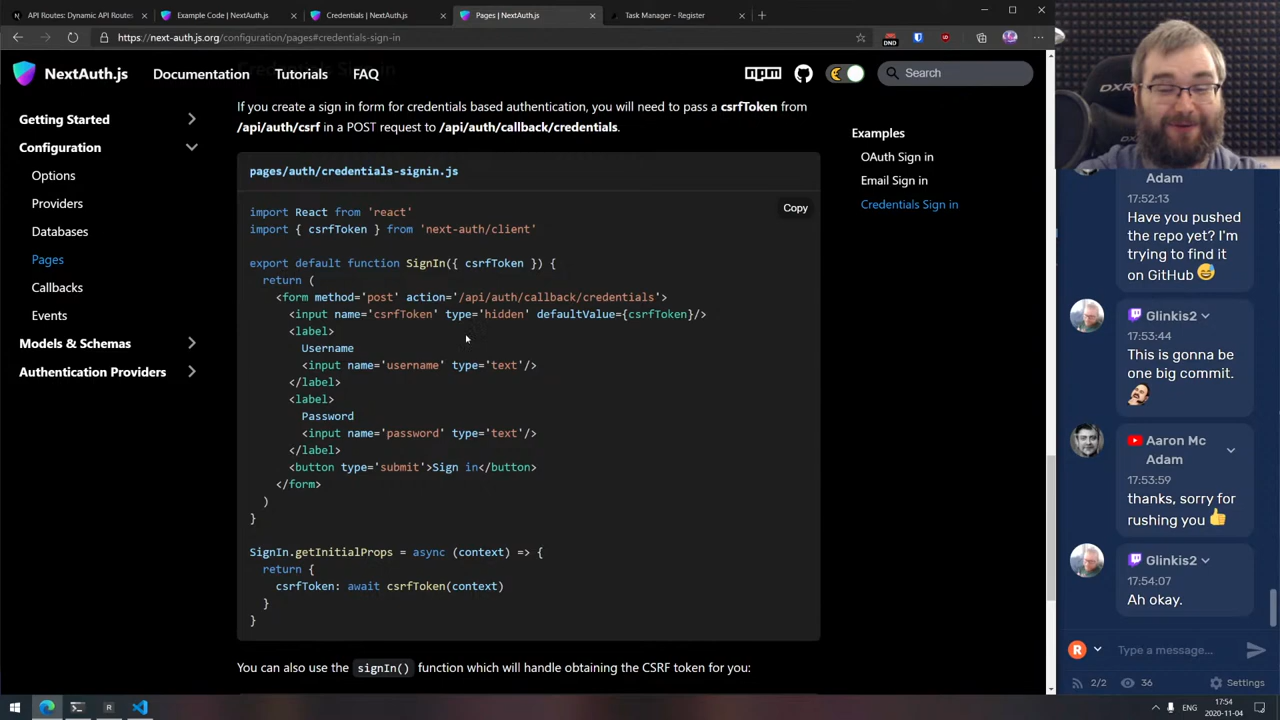 API Routes: Dynamic API Routes
Example Code | NextAuth.js
Credentials | NextAuth.js
Pages | NextAuth.js
Task Manager - Register
https://next-auth.js.org/configuration/pages#credentials-sign-in
DND
NextAuth.js
Documentation
Tutorials
FAQ
npm
Search
Getting Started
Configuration
Options
Providers
Databases
Pages
Callbacks
Events
Models & Schemas
Authentication Providers
Credentials Sign in
If you create a sign in form for credentials based authentication, you will need to pass a csrfToken from
/api/auth/csrf in a POST request to /api/auth/callback/credentials.
pages/auth/credentials-signin.js
Copy
import React from 'react'
import { csrfToken } from 'next-auth/client'
export default function SignIn({ csrfToken }) {
return (
<form method='post' action='/api/auth/callback/credentials'>
<input name='csrfToken' type='hidden' defaultValue={csrfToken}/>
<label>
Username
<input name='username' type='text'/>
</label>
<label>
Password
<input name='password' type='text'/>
</label>
<button type='submit'>Sign in</button>
</form>
)
}
SignIn.getInitialProps = async (context) => {
return {
csrfToken: await csrfToken(context)
}
}
You can also use the signIn() function which will handle obtaining the CSRF token for you:
Examples
OAuth Sign in
Email Sign in
Credentials Sign in
DXR
Adam
17:52:13
Have you pushed
the repo yet? I'm
trying to find it
on GitHub 😅
Glinkis2
17:53:44
This is gonna be
one big commit.
Aaron Mc
Adam
17:53:59
thanks, sorry for
rushing you 👍
Glinkis2
17:54:07
Ah okay.
R
Type a message...
2/2
36
Settings
ENG
17:54
2020-11-04